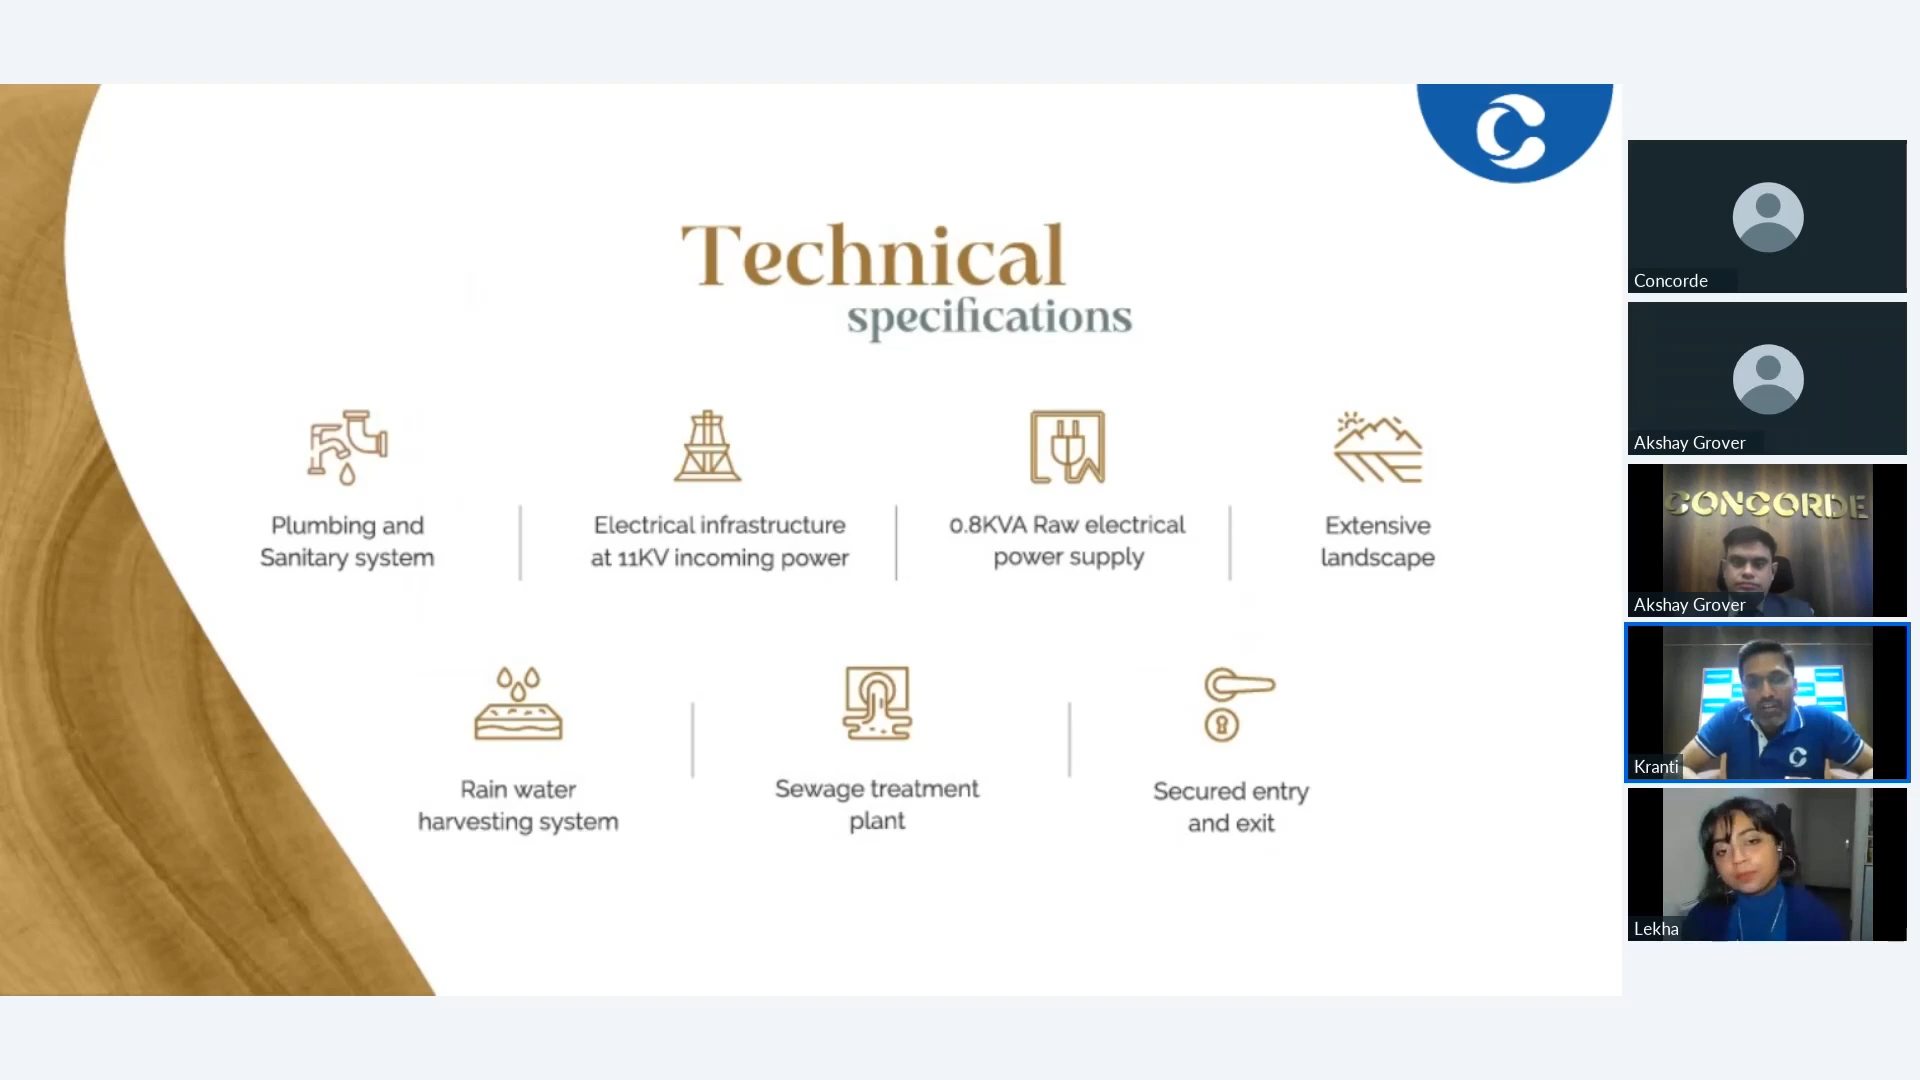 Technical
specifications
Plumbing and
Sanitary system
Electrical infrastructure
at 11KV incoming power
0.8KVA Raw electrical
power supply
Extensive
landscape
Rain water
harvesting system
Sewage treatment
plant
Secured entry
and exit
Concorde
Akshay Grover
CONCORDE
Akshay Grover
Kranti
Lekha